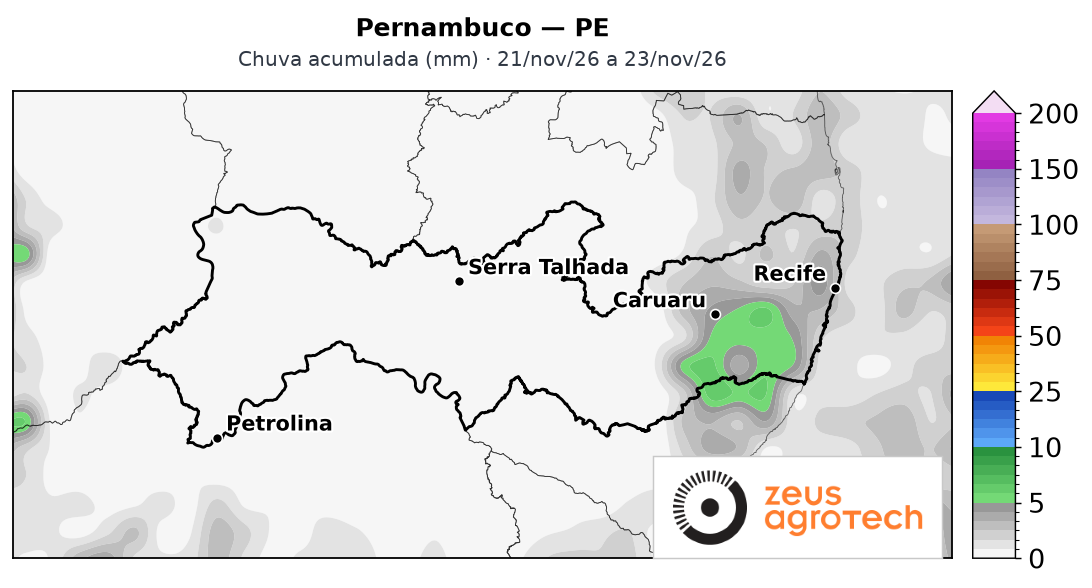 Pernambuco — PE
Chuva acumulada (mm) · 21/nov/26 a 23/nov/26
200
150
100
75
50
25
10
5
0
Serra Talhada
Recife
Caruaru
Petrolina
zeus
agrotech